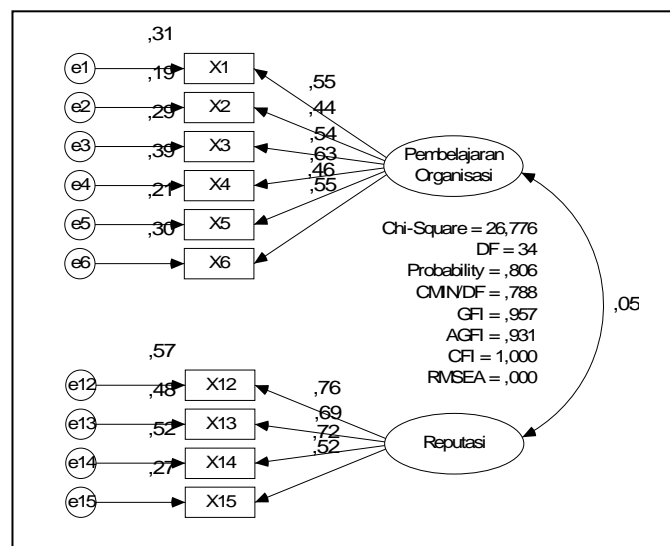 ,31
e1 X1
,19
,55
e2 X2
,44
,29
e3 X3
,54
,39
e4 X4
,63
,21
e5 X5
,46
,30
e6 X6
,55
Pembelajaran
Organisasi
Chi-Square = 26,776
DF = 34
Probability = ,806
CMIN/DF = ,788
GFI = ,957
AGFI = ,931
CFI = 1,000
RMSEA = ,000
,05
,57
e12 X12
,76
,48
e13 X13
,69
,52
e14 X14
,72
,27
e15 X15
,52
Reputasi